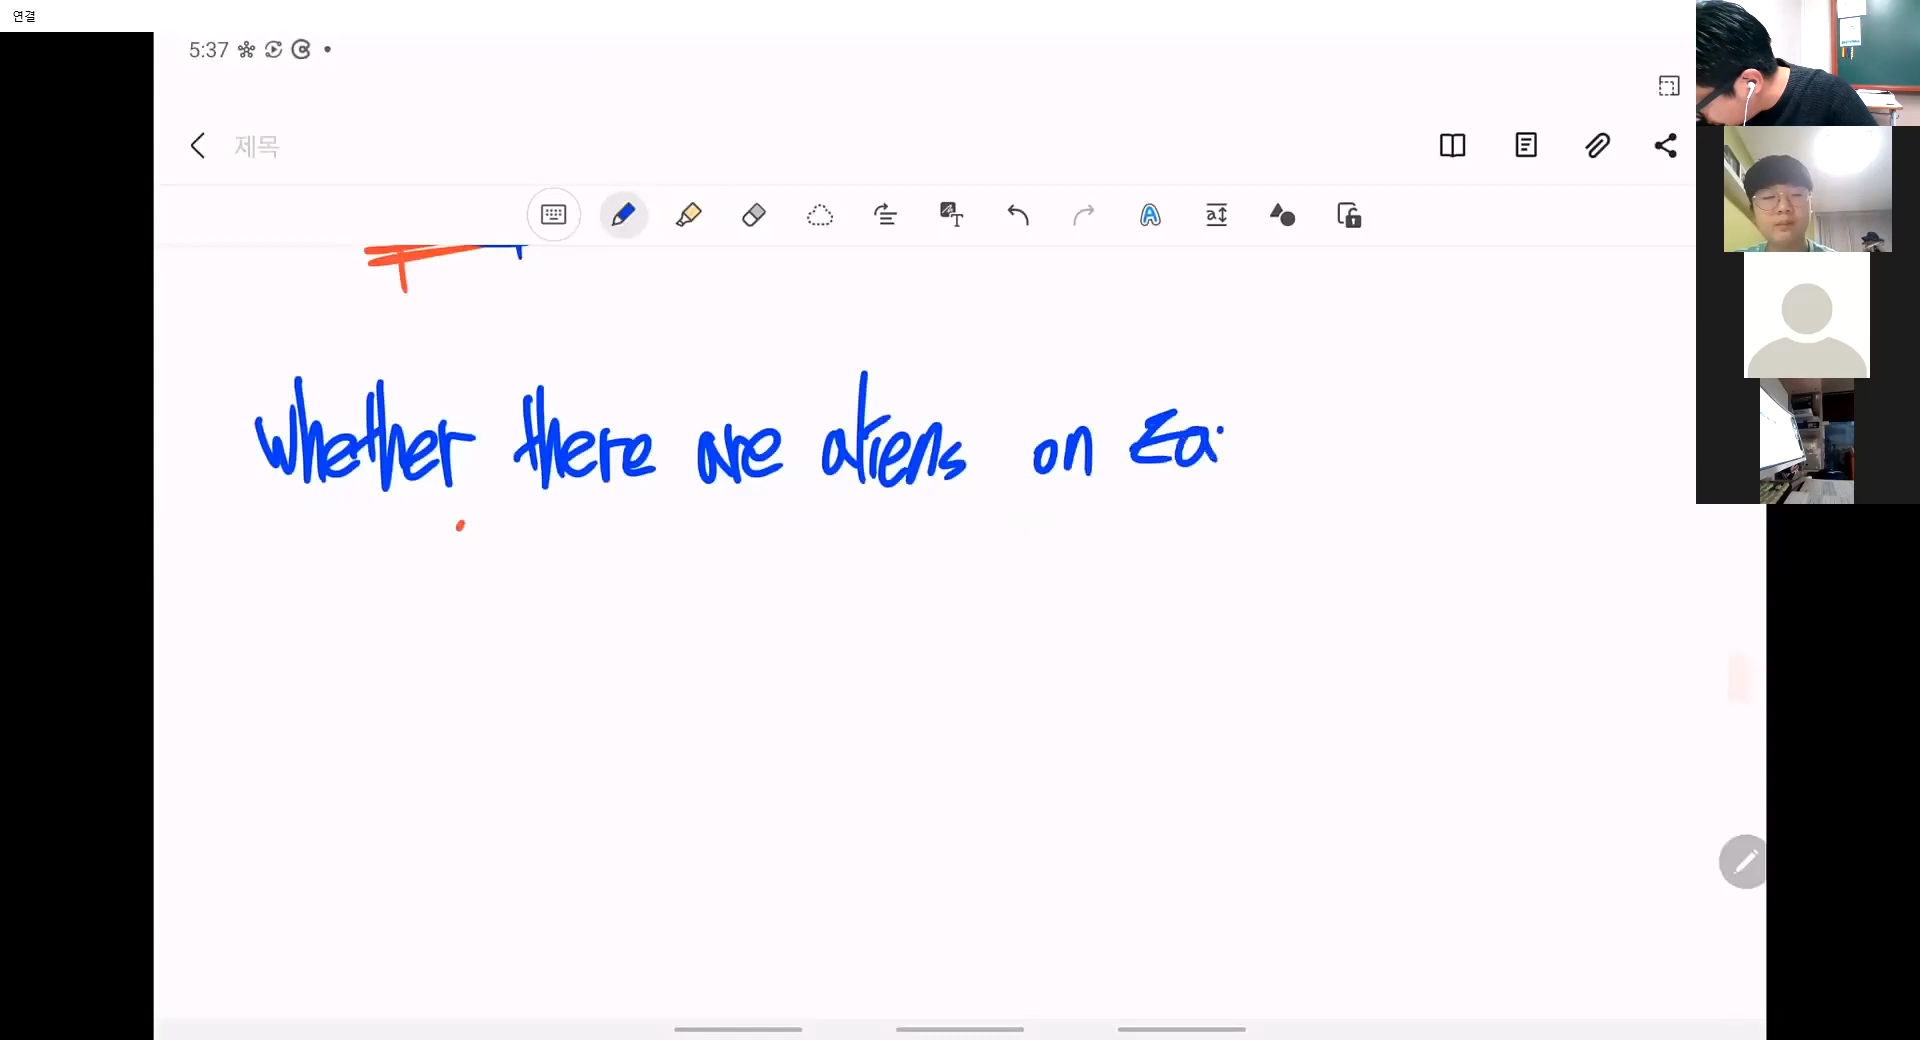 연결
5:37
제목
whether there are aliens on Ea